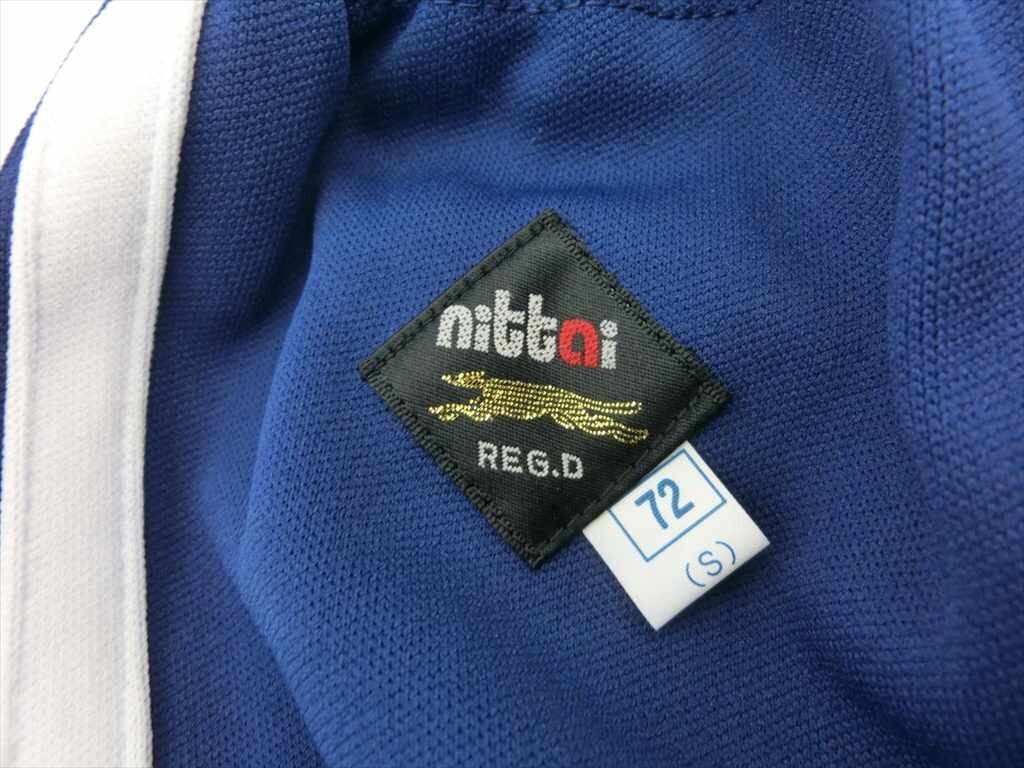 nittai
REG.D
72
(S)